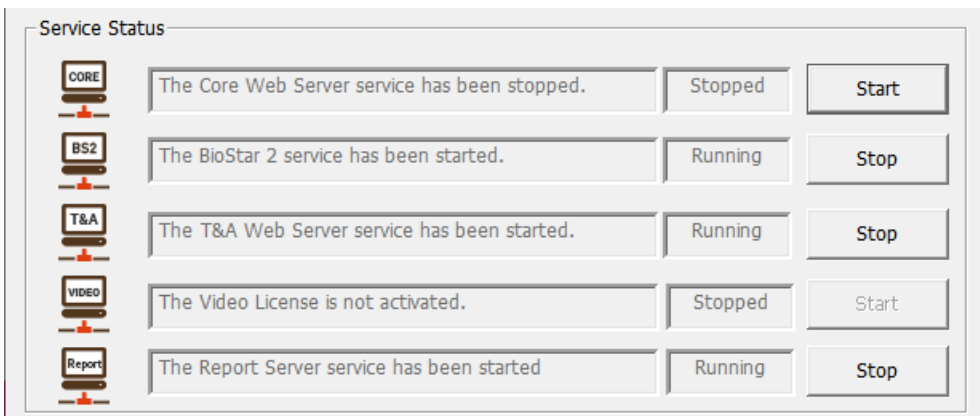 Service Status
CORE The Core Web Server service has been stopped. Stopped Start
BS2 The BioStar 2 service has been started. Running Stop
T&A The T&A Web Server service has been started. Running Stop
VIDEO The Video License is not activated. Stopped Start
Report The Report Server service has been started Running Stop